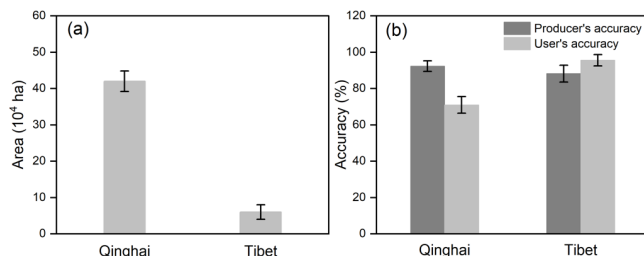 (a)
60
50
40
30
20
10
0
Area (10⁴ ha)
Qinghai Tibet
(b)
Producer's accuracy
User's accuracy
120
100
80
60
40
20
0
Accuracy (%)
Qinghai Tibet